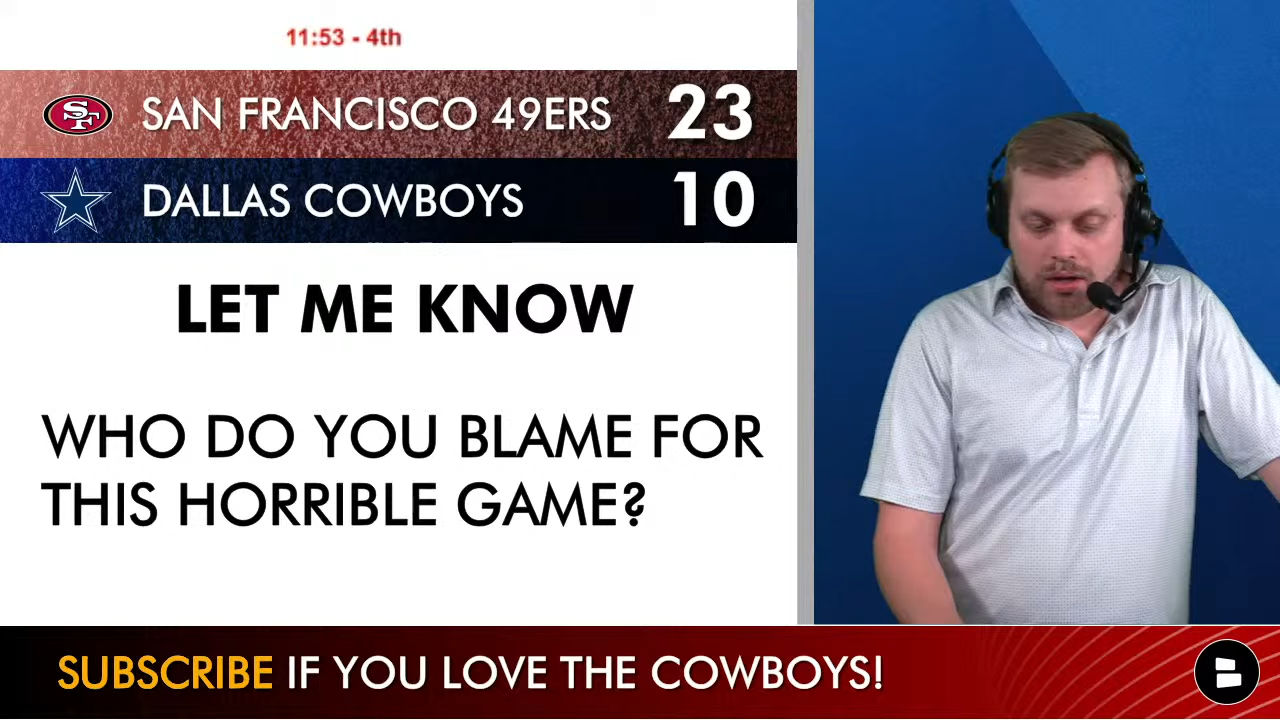 11:53 - 4th
SAN FRANCISCO 49ERS 23
DALLAS COWBOYS 10
LET ME KNOW
WHO DO YOU BLAME FOR
THIS HORRIBLE GAME?
SUBSCRIBE IF YOU LOVE THE COWBOYS!